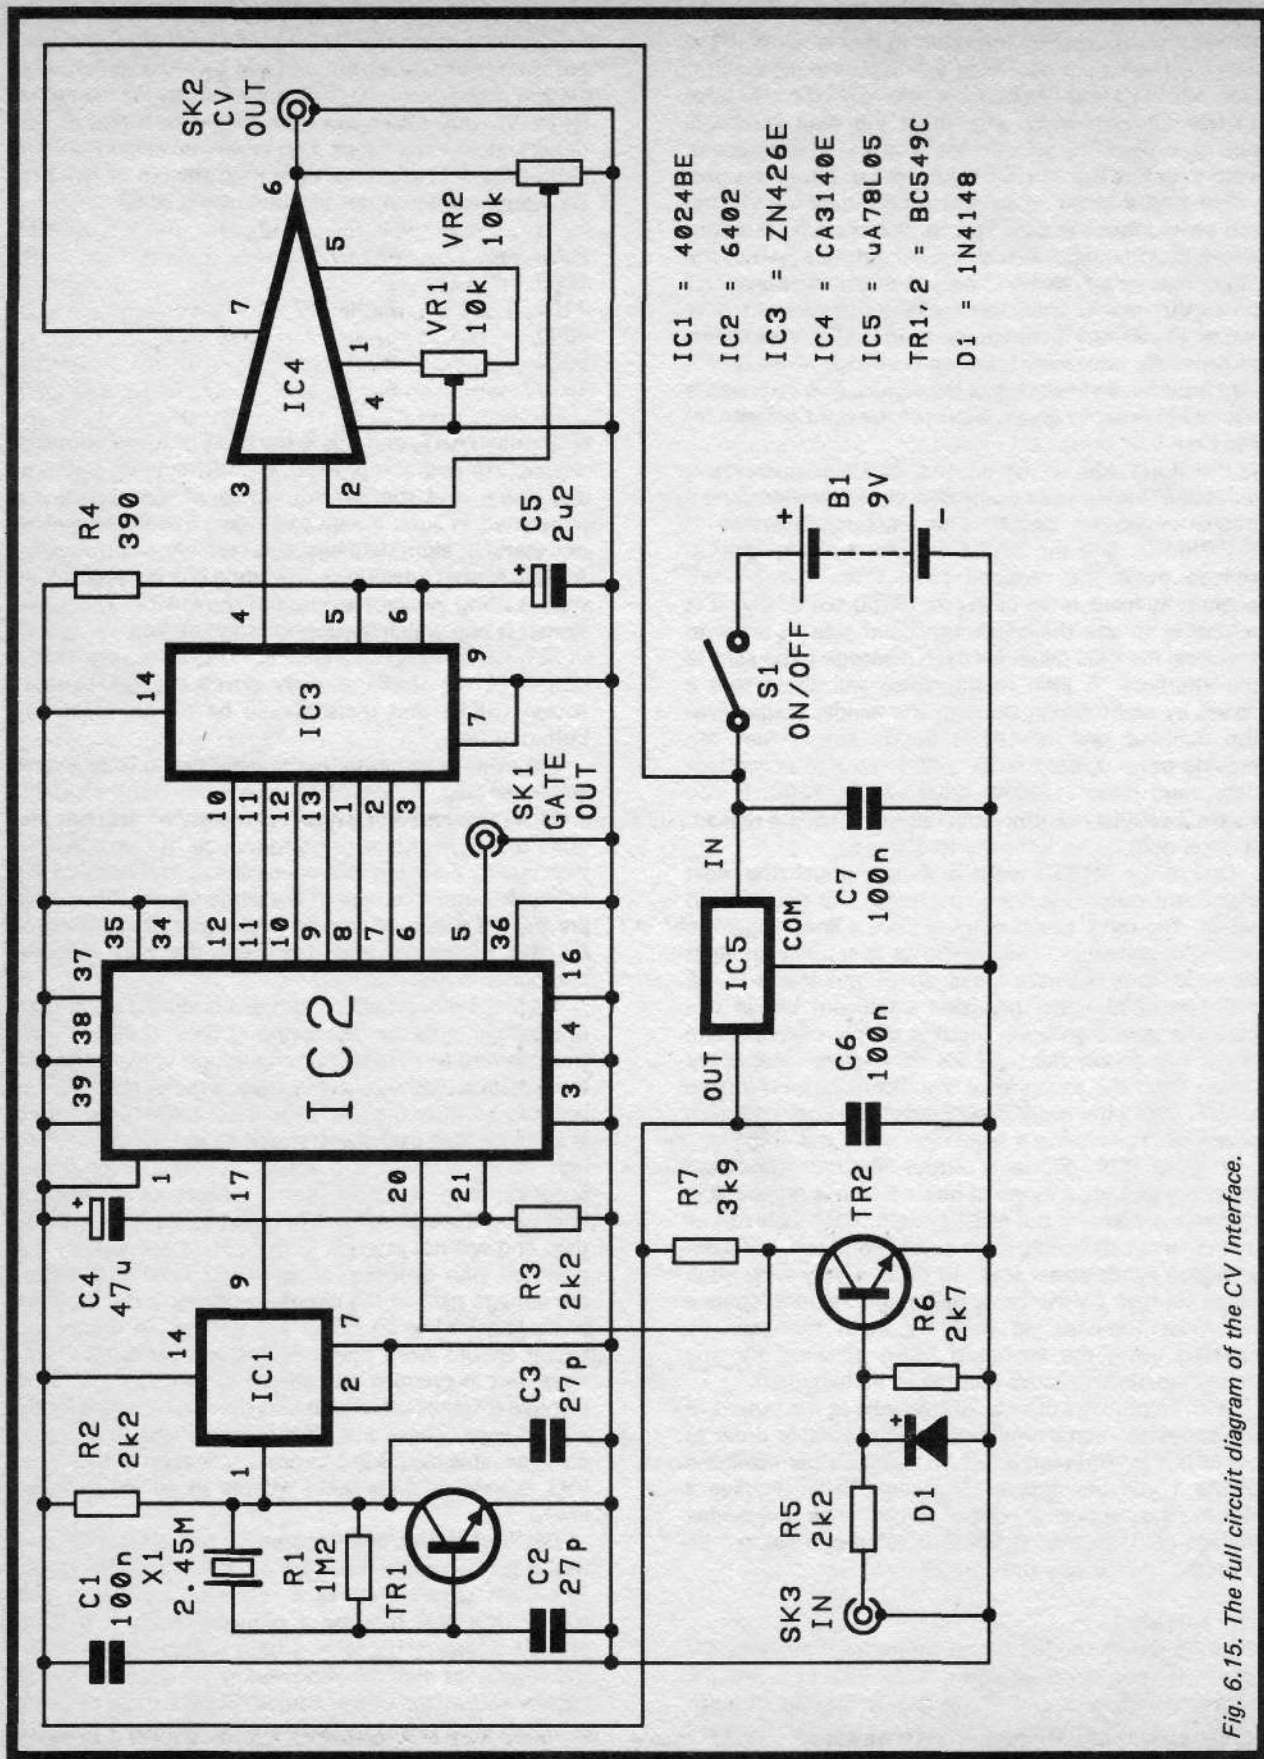 C1
100n
X1
2.45M
R2
2k2
R1
1M2
TR1
C2
27p
C3
27p
1
14
IC1
2
7
9
C4
47u
R3
2k2
1
17
20
21
39
38
37
IC2
3
4
16
35
34
12
11
10
9
8
7
6
5
36
10
11
12
13
1
2
3
SK1
GATE
OUT
14
IC3
7
9
4
5
6
R4
390
+
C5
2u2
3
2
IC4
7
4
1
5
6
VR1
10k
VR2
10k
SK2
CV
OUT
SK3
IN
R5
2k2
D1
+
R6
2k7
TR2
R7
3k9
OUT
IC5
IN
COM
C6
100n
C7
100n
S1
ON/OFF
+
B1
9V
-
IC1 = 4024BE
IC2 = 6402
IC3 = ZN426E
IC4 = CA3140E
IC5 = uA78L05
TR1,2 = BC549C
D1 = 1N4148
+
Fig. 6.15. The full circuit diagram of the CV Interface.